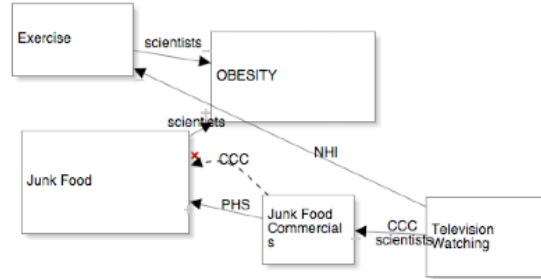 Exercise
scientists
OBESITY
scientists
NHI
CCC
Junk Food
PHS
Junk Food
Commercial
s
CCC
scientists
Television
Watching